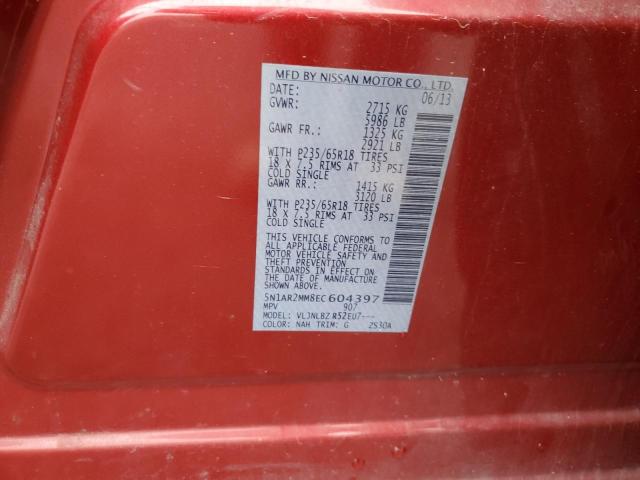 MFD BY NISSAN MOTOR CO., LTD.
DATE: 06/13
GVWR: 2715 KG
5986 LB
GAWR FR.: 1325 KG
2921 LB
WITH P235/65R18 TIRES
18 X 7.5 RIMS AT 33 PSI
COLD SINGLE
GAWR RR.: 1415 KG
3120 LB
WITH P235/65R18 TIRES
18 X 7.5 RIMS AT 33 PSI
COLD SINGLE
THIS VEHICLE CONFORMS TO
ALL APPLICABLE FEDERAL
MOTOR VEHICLE SAFETY AND
THEFT PREVENTION
STANDARDS IN EFFECT ON THE
DATE OF MANUFACTURE SHOWN
ABOVE.
5N1AR2MM8EC604397
MPV 907
MODEL: VLJNLBZ R52EU7---
COLOR: NAH TRIM: G 2S30A